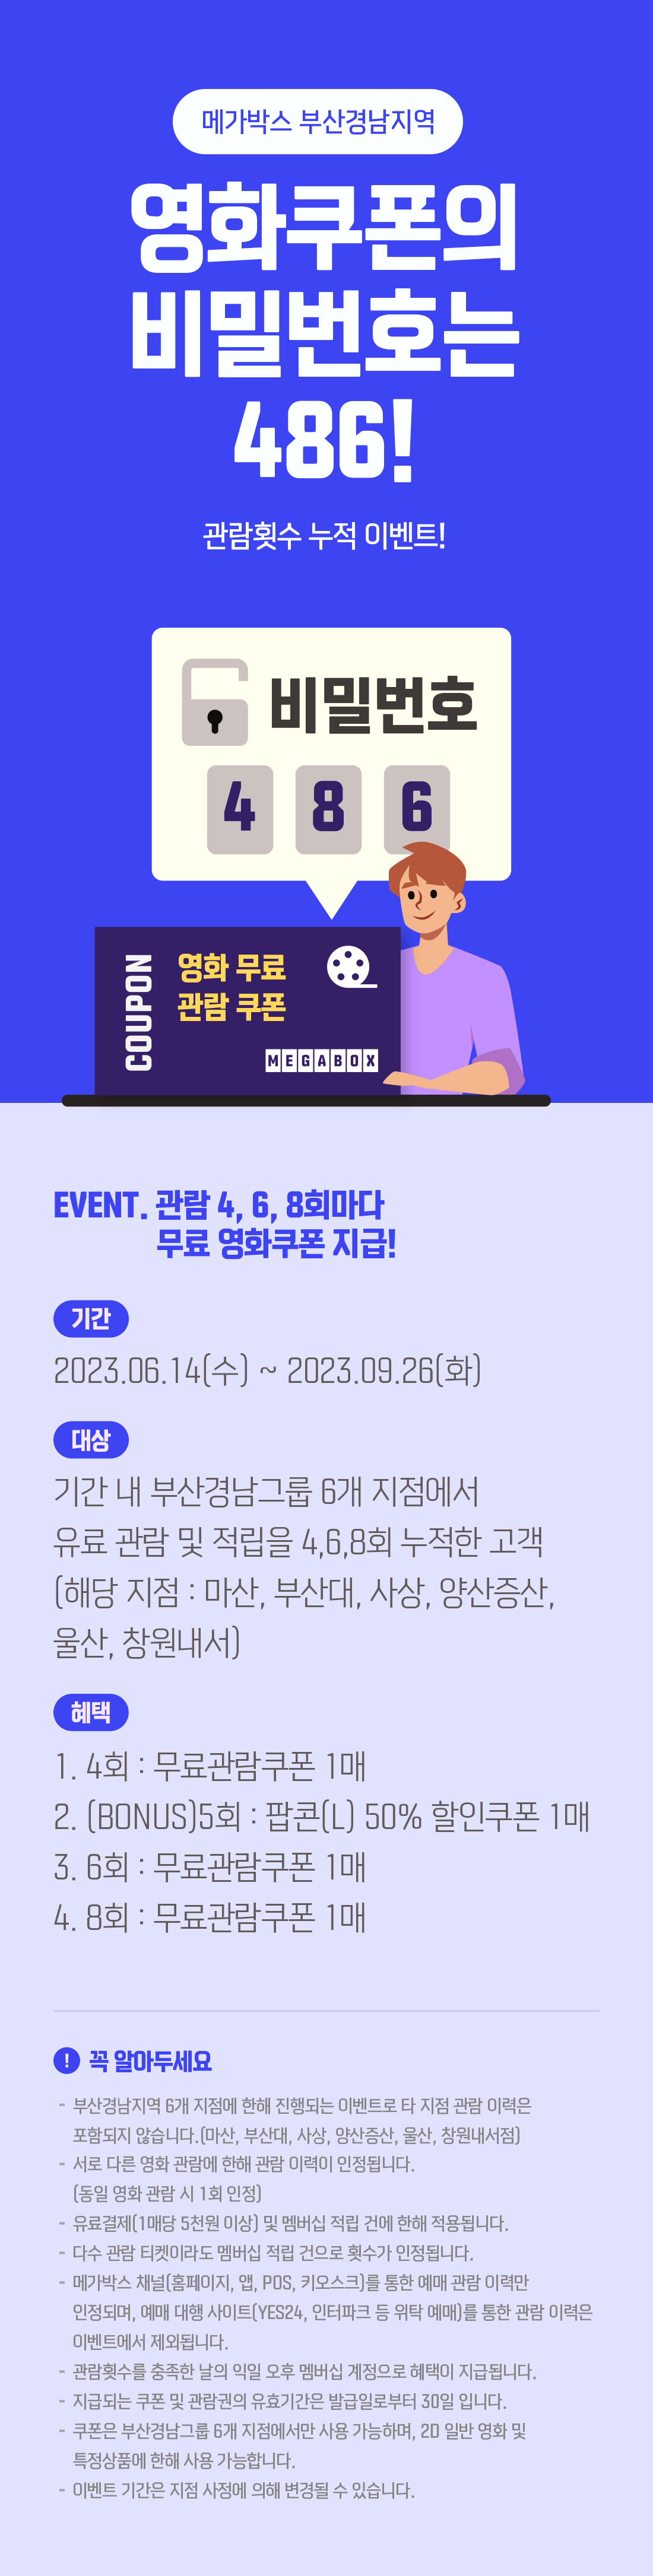 메가박스 부산경남지역
영화쿠폰의
비밀번호는
486!
관람횟수 누적 이벤트!
비밀번호
4 8 6
COUPON
영화 무료
관람 쿠폰
MEGABOX
EVENT. 관람 4, 6, 8회마다
무료 영화쿠폰 지급!
기간
2023.06.14(수) ~ 2023.09.26(화)
대상
기간 내 부산경남그룹 6개 지점에서
유료 관람 및 적립을 4,6,8회 누적한 고객
(해당 지점 : 마산, 부산대, 사상, 양산증산,
울산, 창원내서)
혜택
1. 4회 : 무료관람쿠폰 1매
2. (BONUS)5회 : 팝콘(L) 50% 할인쿠폰 1매
3. 6회 : 무료관람쿠폰 1매
4. 8회 : 무료관람쿠폰 1매
! 꼭 알아두세요
- 부산경남지역 6개 지점에 한해 진행되는 이벤트로 타 지점 관람 이력은
포함되지 않습니다.(마산, 부산대, 사상, 양산증산, 울산, 창원내서점)
- 서로 다른 영화 관람에 한해 관람 이력이 인정됩니다.
(동일 영화 관람 시 1회 인정)
- 유료결제(1매당 5천원 이상) 및 멤버십 적립 건에 한해 적용됩니다.
- 다수 관람 티켓이라도 멤버십 적립 건으로 횟수가 인정됩니다.
- 메가박스 채널(홈페이지, 앱, POS, 키오스크)를 통한 예매 관람 이력만
인정되며, 예매 대행 사이트(YES24, 인터파크 등 위탁 예매)를 통한 관람 이력은
이벤트에서 제외됩니다.
- 관람횟수를 충족한 날의 익일 오후 멤버십 계정으로 혜택이 지급됩니다.
- 지급되는 쿠폰 및 관람권의 유효기간은 발급일로부터 30일 입니다.
- 쿠폰은 부산경남그룹 6개 지점에서만 사용 가능하며, 2D 일반 영화 및
특정상품에 한해 사용 가능합니다.
- 이벤트 기간은 지점 사정에 의해 변경될 수 있습니다.